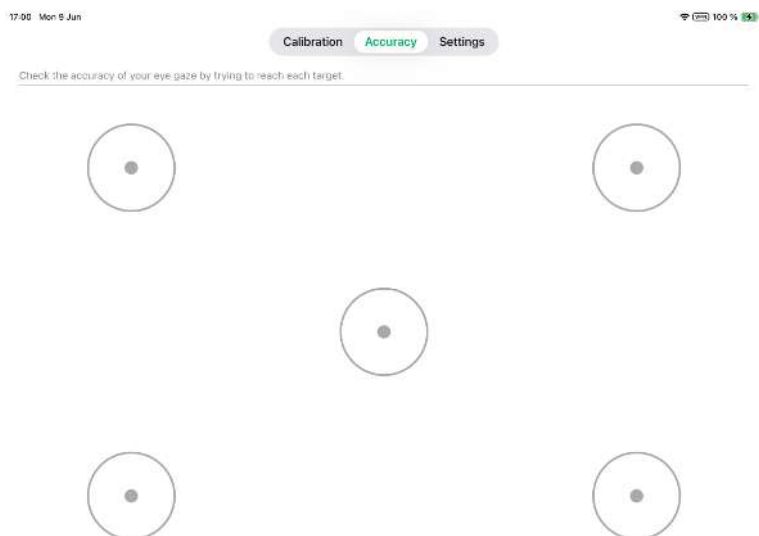 17:00 Mon 9 Jun
VPN 100 %
Calibration Accuracy Settings
Check the accuracy of your eye gaze by trying to reach each target.